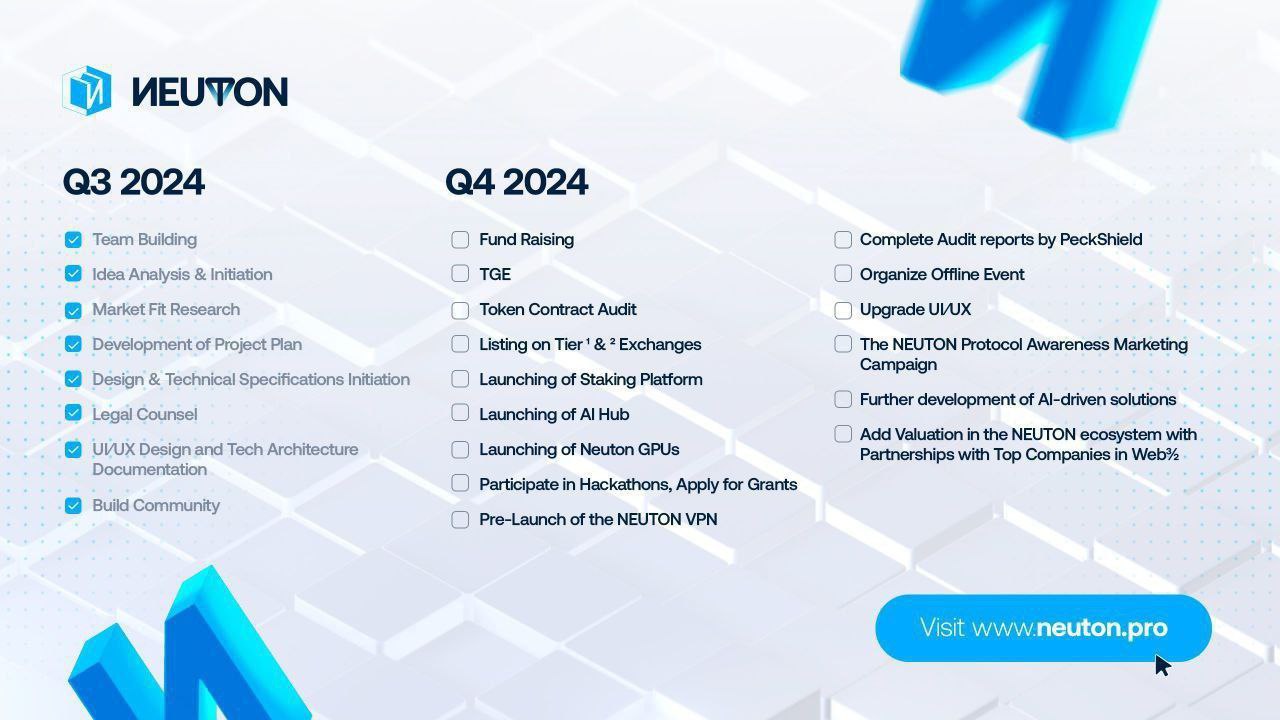 NEUTON
Q3 2024
Team Building
Idea Analysis & Initiation
Market Fit Research
Development of Project Plan
Design & Technical Specifications Initiation
Legal Counsel
UI/UX Design and Tech Architecture
Documentation
Build Community
Q4 2024
Fund Raising
TGE
Token Contract Audit
Listing on Tier ¹ & ² Exchanges
Launching of Staking Platform
Launching of AI Hub
Launching of Neuton GPUs
Participate in Hackathons, Apply for Grants
Pre-Launch of the NEUTON VPN
Complete Audit reports by PeckShield
Organize Offline Event
Upgrade UI/UX
The NEUTON Protocol Awareness Marketing
Campaign
Further development of AI-driven solutions
Add Valuation in the NEUTON ecosystem with
Partnerships with Top Companies in Web³⁄₂
Visit www.neuton.pro